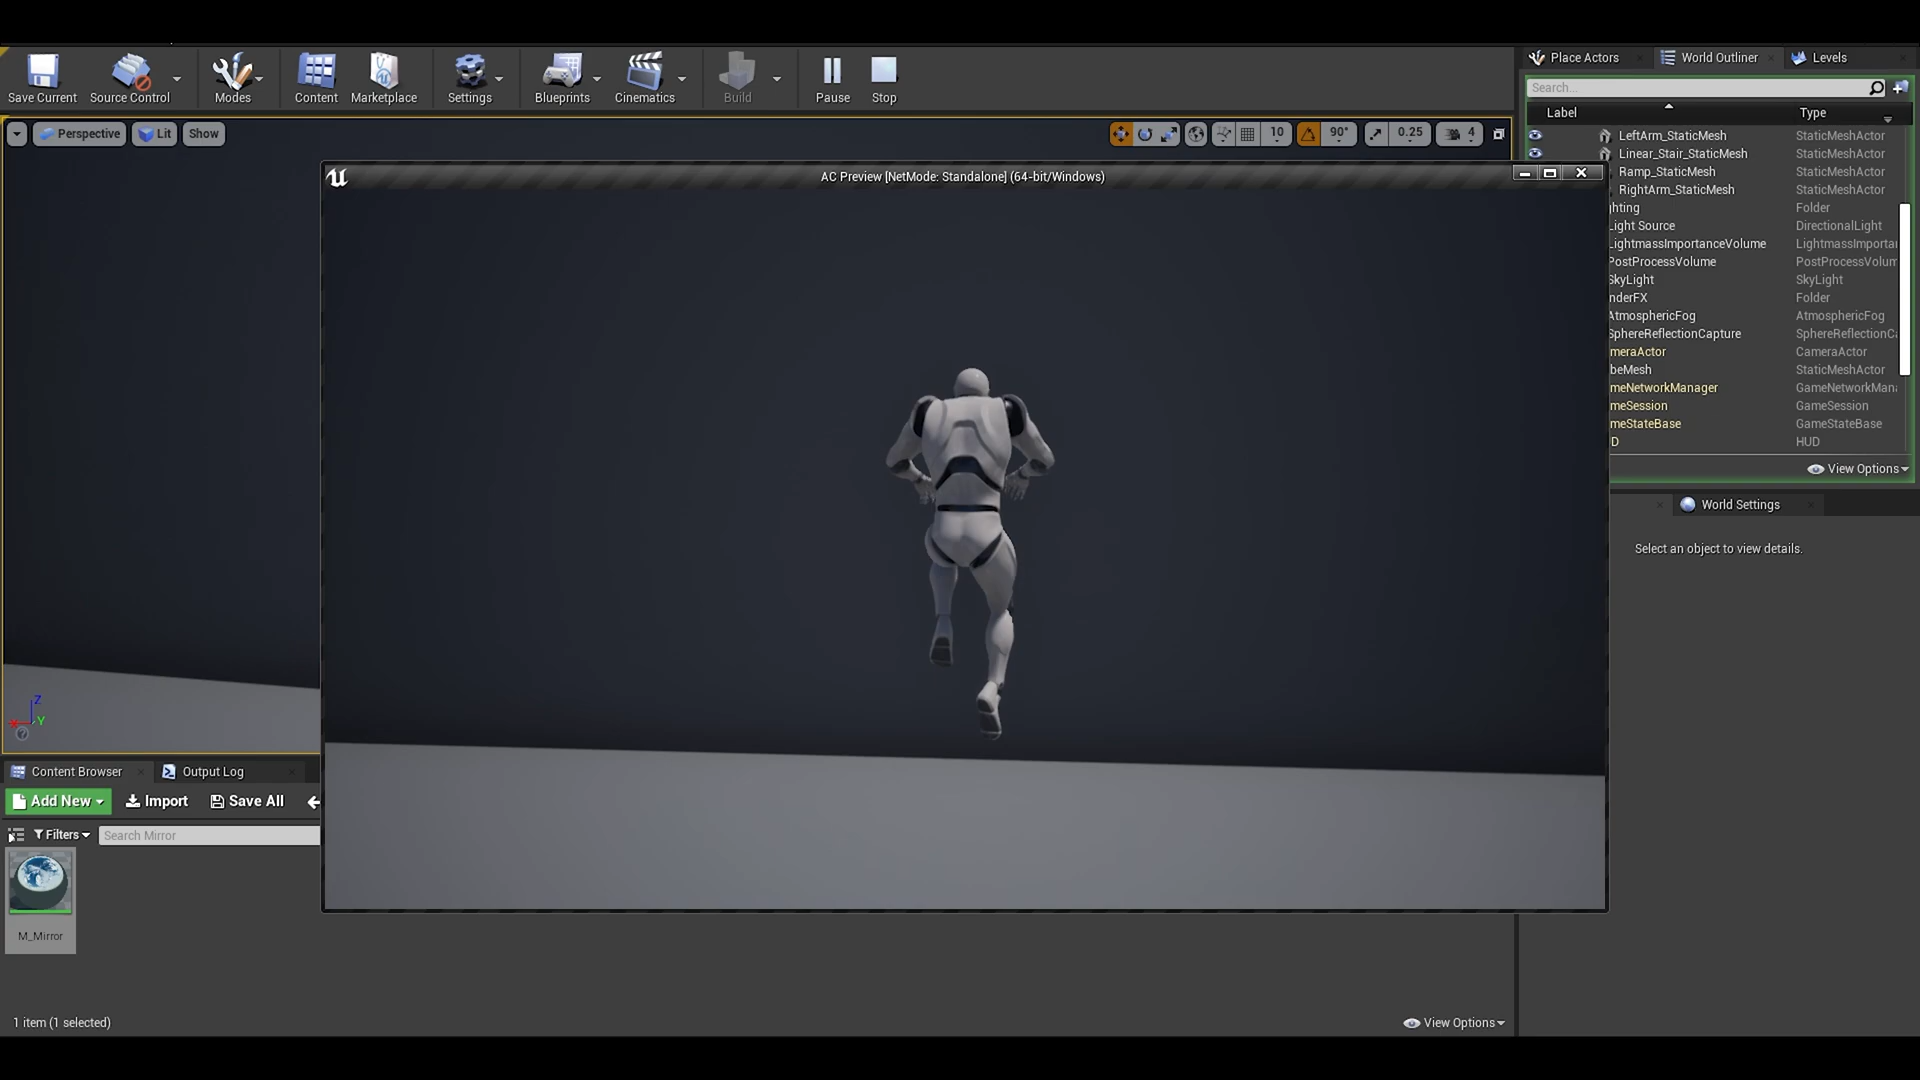 Save Current
Source Control
Modes
Content
Marketplace
Settings
Blueprints
Cinematics
Build
Pause
Stop
Place Actors
World Outliner
Levels
Search...
Label
Type
Perspective
Lit
Show
10
90°
0.25
4
AC Preview [NetMode: Standalone] (64-bit/Windows)
LeftArm_StaticMesh StaticMeshActor
Linear_Stair_StaticMesh StaticMeshActor
Ramp_StaticMesh StaticMeshActor
RightArm_StaticMesh StaticMeshActor
hting Folder
Light Source DirectionalLight
LightmassImportanceVolume LightmassImporta
PostProcessVolume PostProcessVolum
SkyLight SkyLight
nderFX Folder
AtmosphericFog AtmosphericFog
SphereReflectionCapture SphereReflectionCa
meraActor CameraActor
beMesh StaticMeshActor
meNetworkManager GameNetworkMana
meSession GameSession
meStateBase GameStateBase
D HUD
View Options
World Settings
Select an object to view details.
Z
X
Y
Content Browser
Output Log
Add New
Import
Save All
Filters
Search Mirror
M_Mirror
1 item (1 selected)
View Options